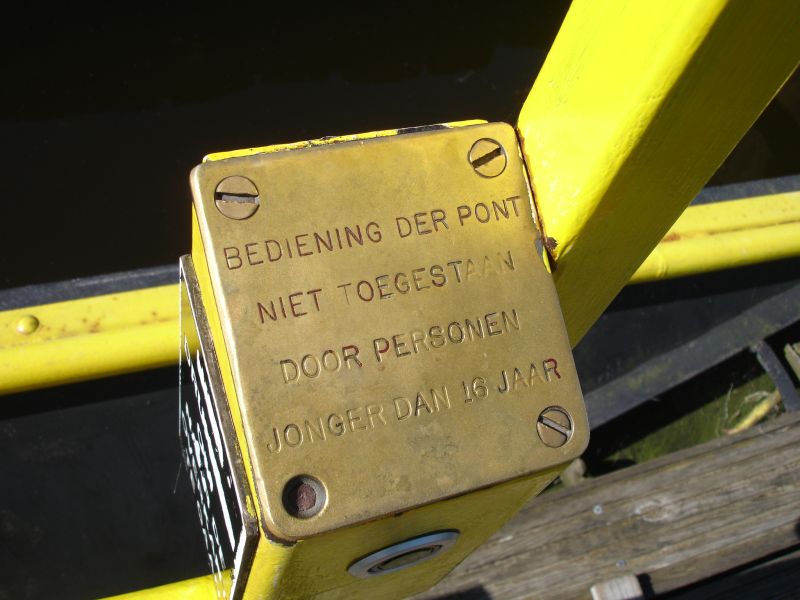 BEDIENING DER PONT
NIET TOEGESTAAN
DOOR PERSONEN
JONGER DAN 16 JAAR